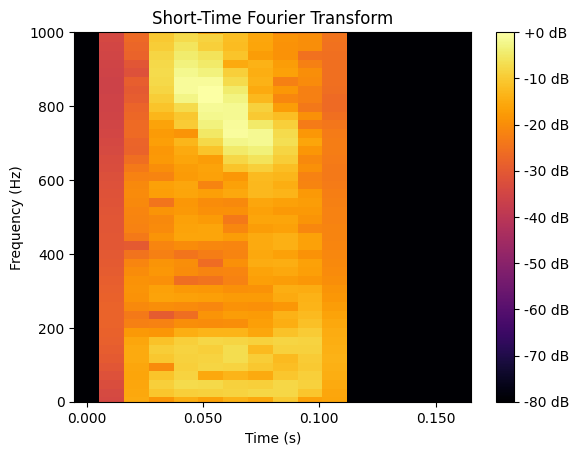 Short-Time Fourier Transform
1000
800
600
400
200
0
Frequency (Hz)
0.000
0.050
0.100
0.150
Time (s)
+0 dB
-10 dB
-20 dB
-30 dB
-40 dB
-50 dB
-60 dB
-70 dB
-80 dB